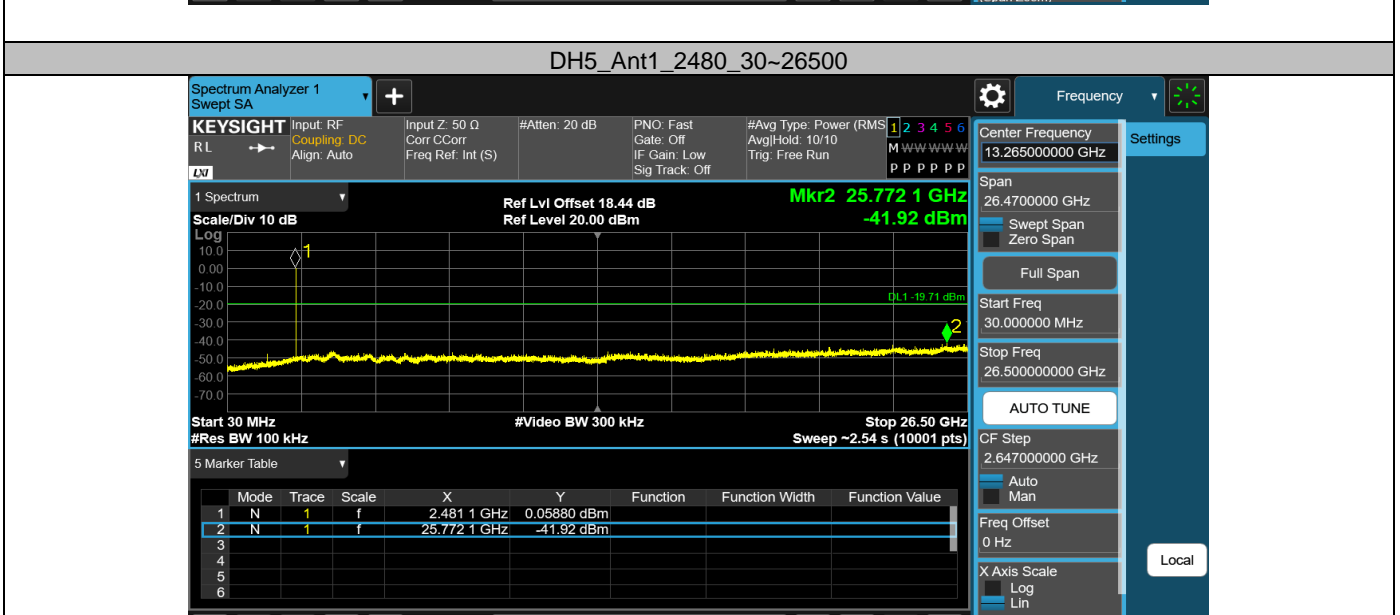 DH5_Ant1_2480_30~26500
Spectrum Analyzer 1
Swept SA
Frequency
KEYSIGHT
R L
LXI
Input: RF
Coupling: DC
Align: Auto
Input Z: 50 Ω
Corr CCorr
Freq Ref: Int (S)
#Atten: 20 dB
PNO: Fast
Gate: Off
IF Gain: Low
Sig Track: Off
#Avg Type: Power (RMS
Avg|Hold: 10/10
Trig: Free Run
1 2 3 4 5 6
M W W W W W
P P P P P P
Center Frequency
13.265000000 GHz
Settings
1 Spectrum
Scale/Div 10 dB
Ref Lvl Offset 18.44 dB
Ref Level 20.00 dBm
Mkr2 25.772 1 GHz
-41.92 dBm
Span
26.4700000 GHz
Swept Span
Zero Span
Full Span
Log
10.0
0.00
-10.0
-20.0
-30.0
-40.0
-50.0
-60.0
-70.0
1
DL1 -19.71 dBm
2
Start Freq
30.000000 MHz
Stop Freq
26.500000000 GHz
AUTO TUNE
Start 30 MHz
#Video BW 300 kHz
Stop 26.50 GHz
#Res BW 100 kHz
Sweep ~2.54 s (10001 pts)
CF Step
2.647000000 GHz
Auto
Man
5 Marker Table
Mode Trace Scale X Y Function Function Width Function Value
1 N 1 f 2.481 1 GHz 0.05880 dBm
2 N 1 f 25.772 1 GHz -41.92 dBm
3
4
5
6
Freq Offset
0 Hz
Local
X Axis Scale
Log
Lin